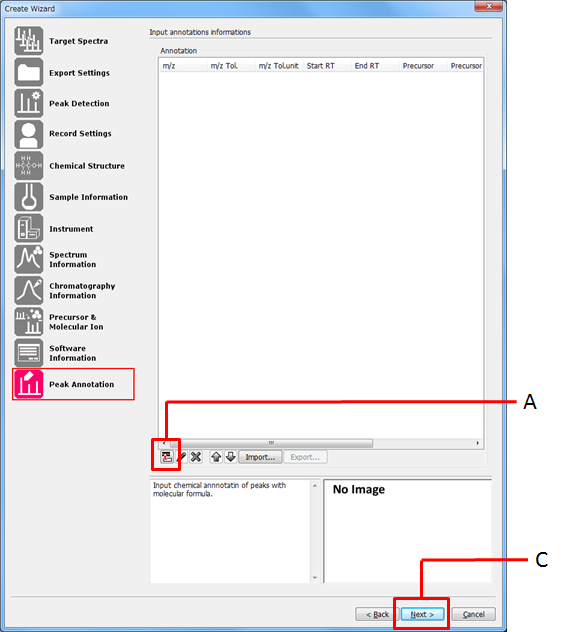 Create Wizard
Target Spectra
Export Settings
Peak Detection
Record Settings
Chemical Structure
Sample Information
Instrument
Spectrum
Information
Chromatography
Information
Precursor &
Molecular Ion
Software
Information
Peak Annotation
Input annotations informations
Annotation
m/z m/z Tol. m/z Tol.unit Start RT End RT Precursor Precursor
A
Import... Export...
Input chemical annnotatin of peaks with
molecular formula.
No Image
C
< Back Next > Cancel